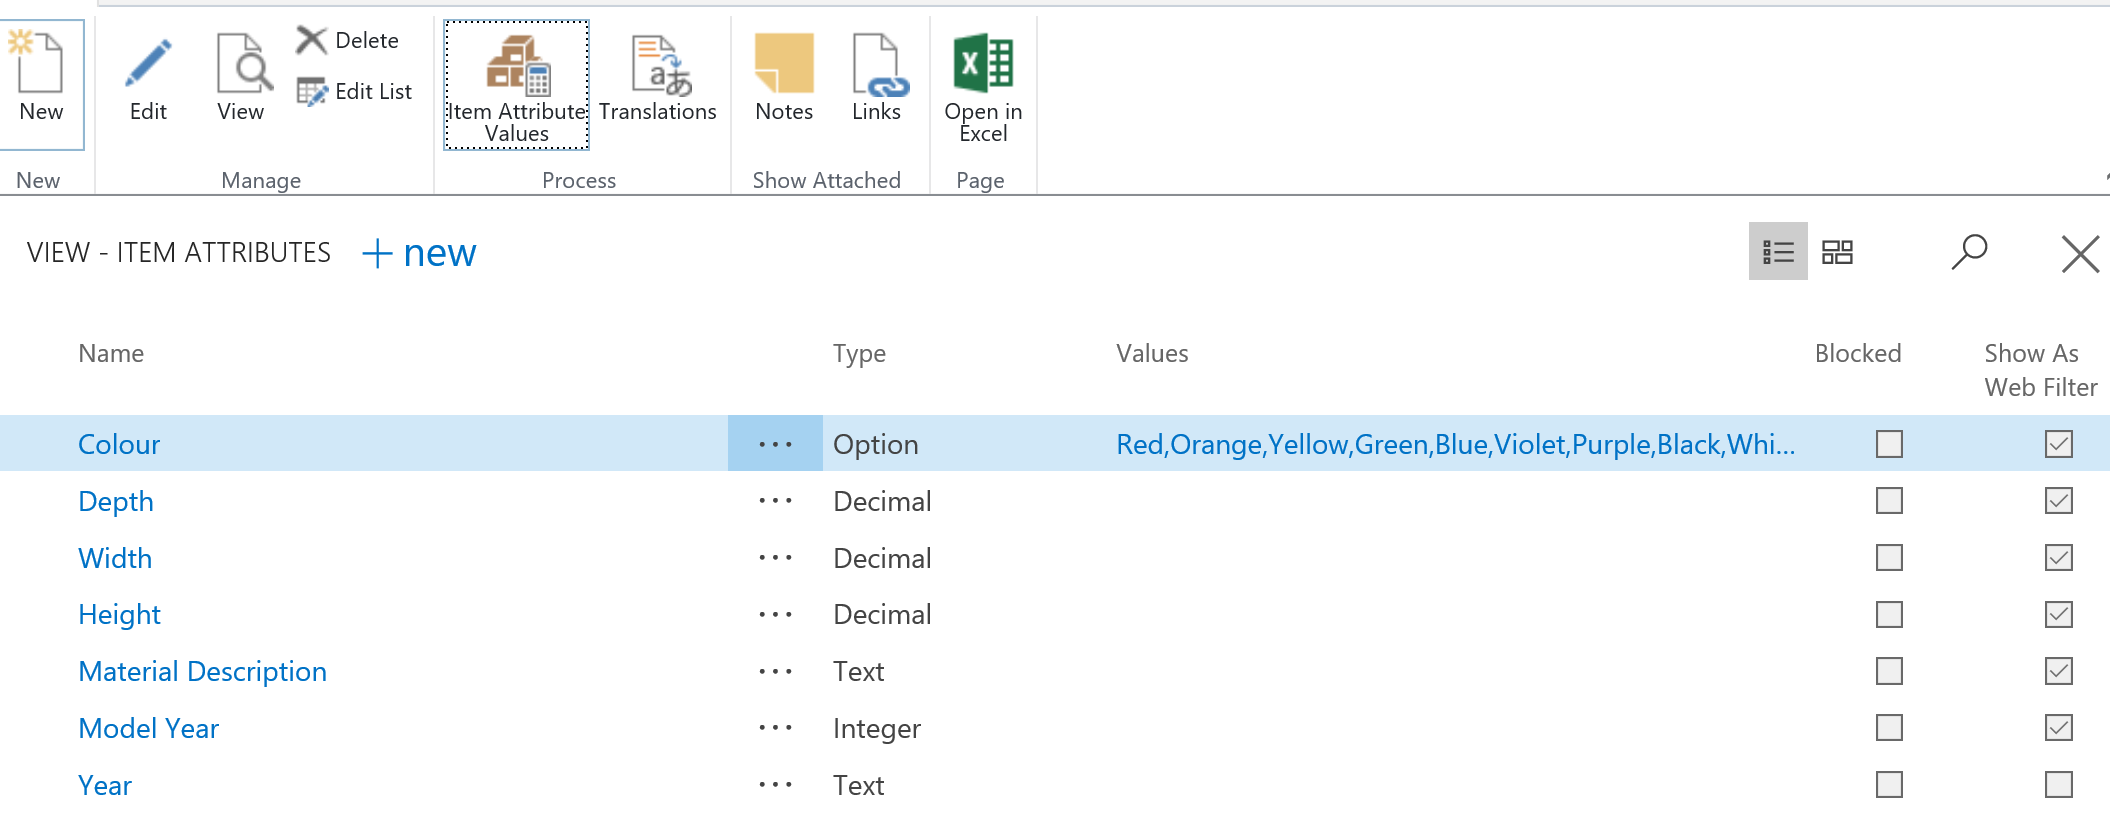 New
Edit
View
Delete
Edit List
Item Attribute
Values
Translations
Notes
Links
Open in
Excel
New
Manage
Process
Show Attached
Page
VIEW - ITEM ATTRIBUTES + new
Name Type Values Blocked Show As
Web Filter
Colour ··· Option Red,Orange,Yellow,Green,Blue,Violet,Purple,Black,Whi...
Depth ··· Decimal
Width ··· Decimal
Height ··· Decimal
Material Description ··· Text
Model Year ··· Integer
Year ··· Text